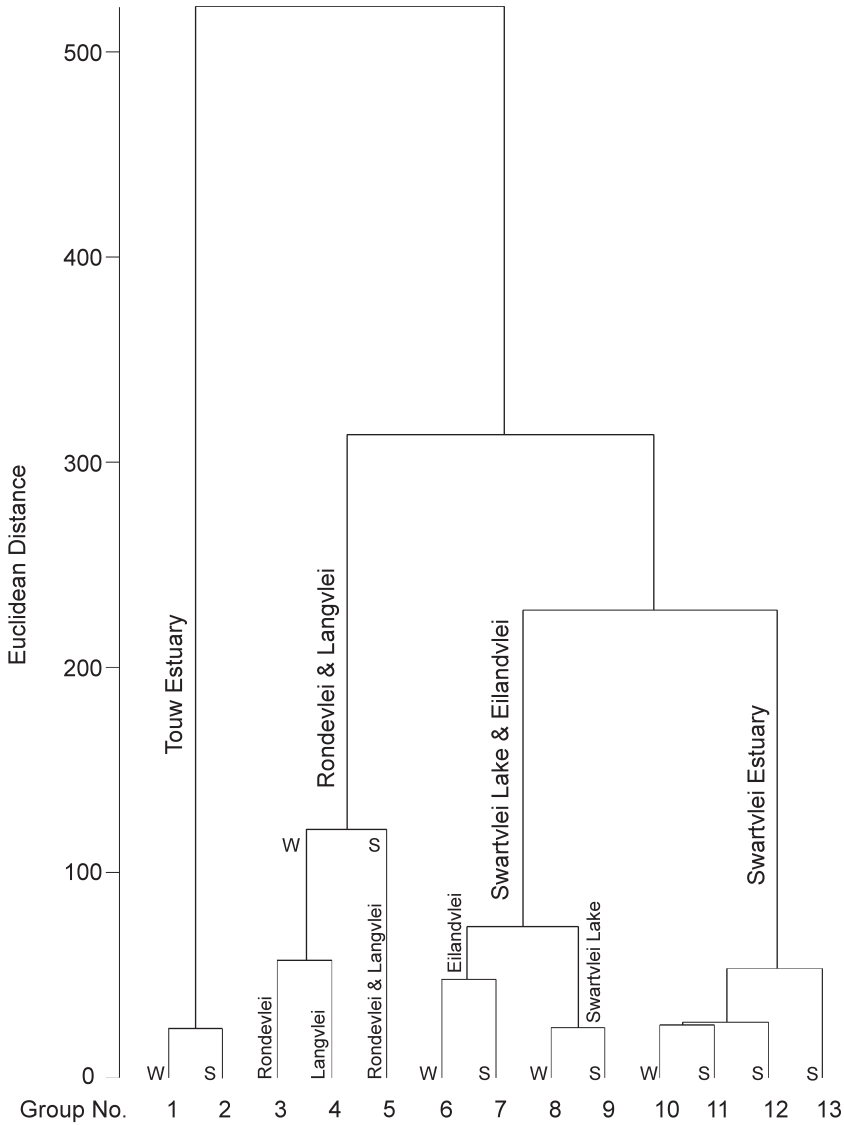 500
400
300
200
100
0
Euclidean Distance
Touw Estuary
Rondevlei & Langvlei
Swartvlei Lake & Eilandvlei
Swartvlei Estuary
W S
Rondevlei
Langvlei
Rondevlei & Langvlei
Eilandvlei
Swartvlei Lake
W S W S W S W S S S
Group No. 1 2 3 4 5 6 7 8 9 10 11 12 13